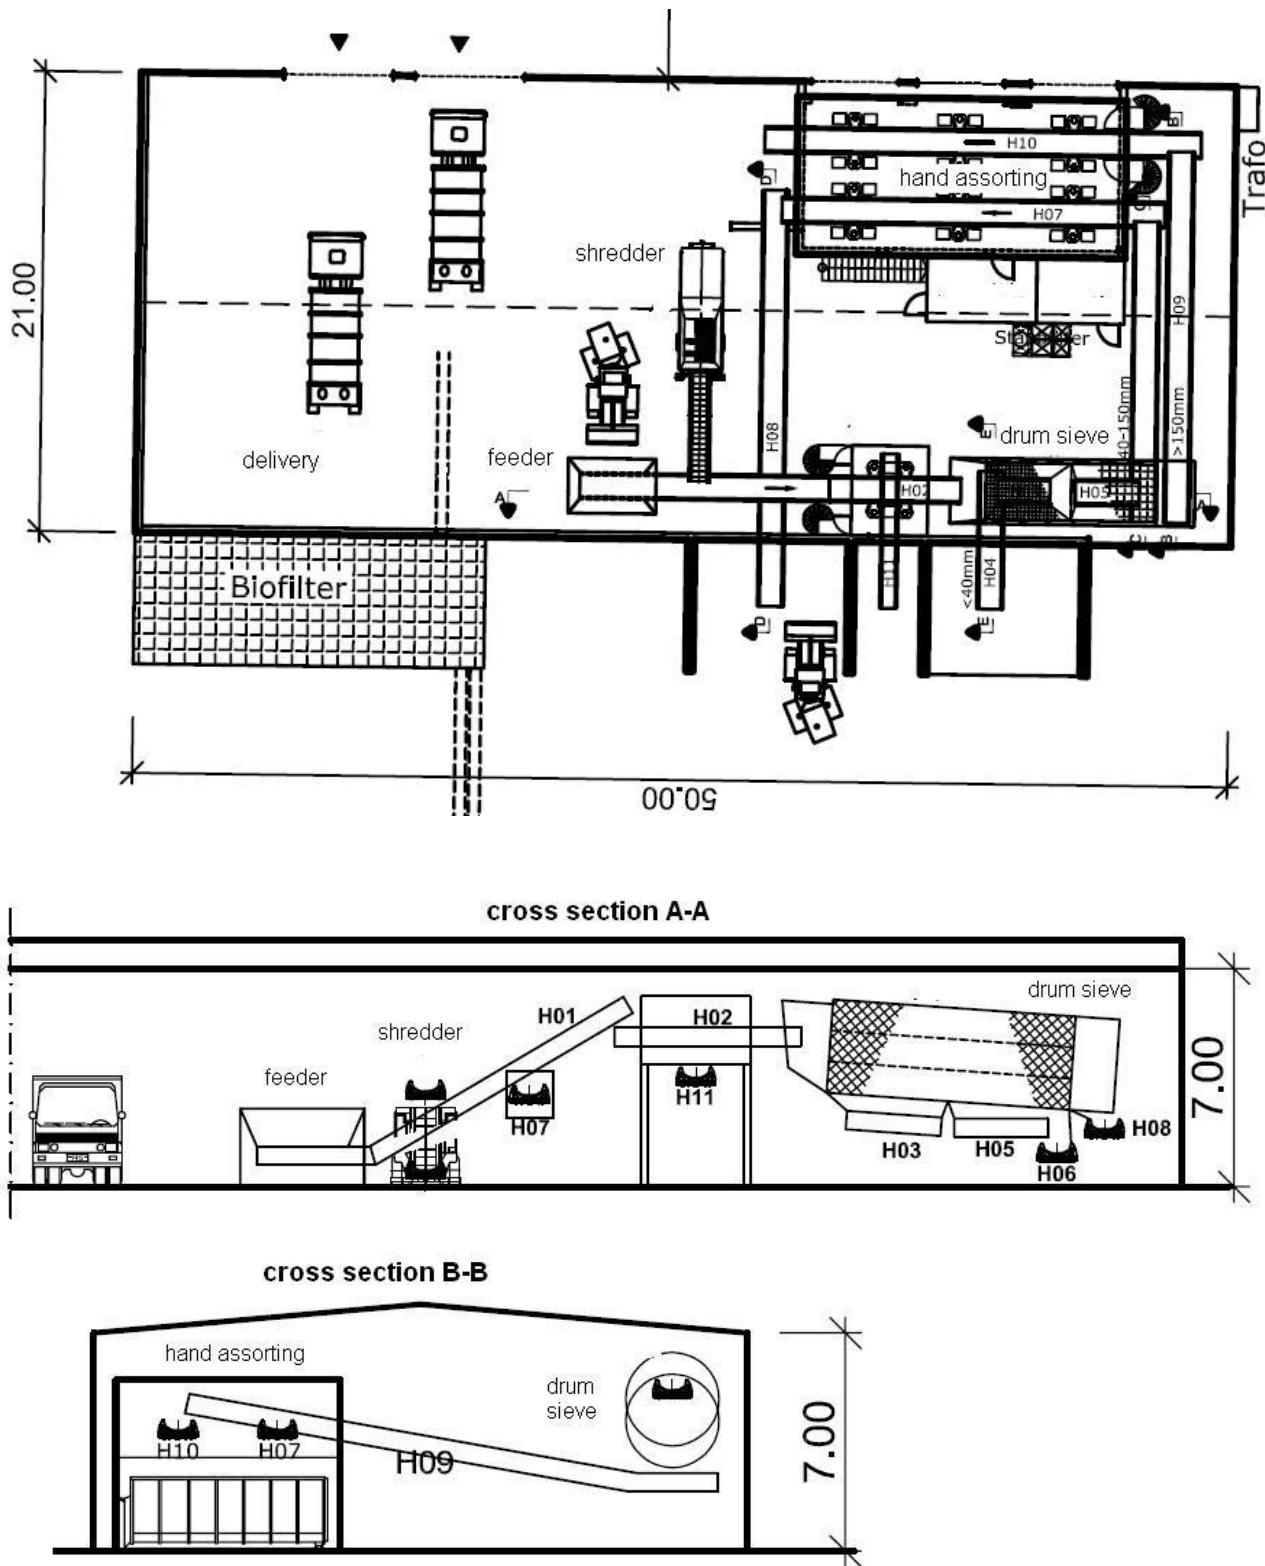 H10
B
Trafo
hand assorting
D
C
H07
shredder
21.00
H09
H08
40-150mm
>150mm
drum sieve
E
feeder
delivery
A
H02
H05
A
C
B
Biofilter
H11
<40mm
H04
D
E
50.00
cross section A-A
drum sieve
H01
H02
shredder
feeder
7.00
H11
H07
H08
H03
H05
H06
cross section B-B
hand assorting
drum
sieve
H10
H07
H09
7.00